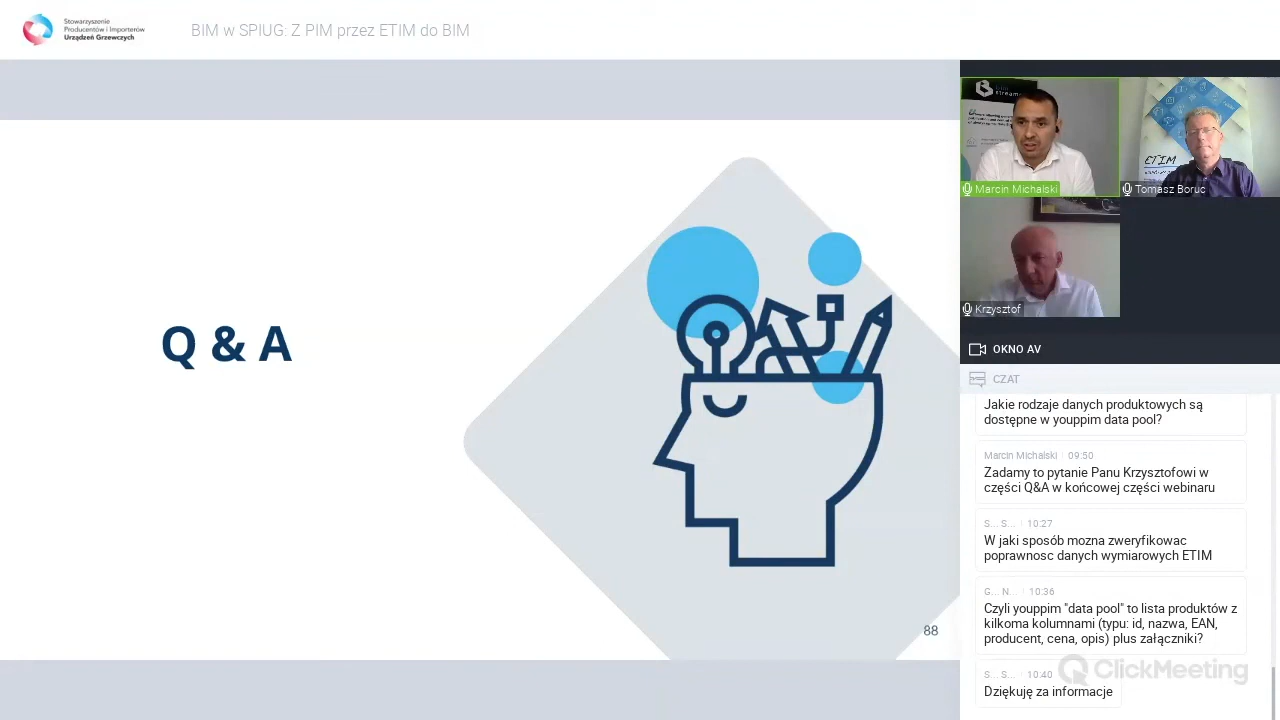 Stowarzyszenie
Producentów i Importerów
Urządzeń Grzewczych
BIM w SPIUG: Z PIM przez ETIM do BIM
Q & A
88
stream
ETIM
Marcin Michalski
Tomasz Boruc
Krzysztof
OKNO AV
CZAT
Jakie rodzaje danych produktowych są
dostępne w youppim data pool?
Marcin Michalski 09:50
Zadamy to pytanie Panu Krzysztofowi w
części Q&A w końcowej części webinaru
S... S... 10:27
W jaki sposób mozna zweryfikowac
poprawnosc danych wymiarowych ETIM
G... N... 10:36
Czyli youppim "data pool" to lista produktów z
kilkoma kolumnami (typu: id, nazwa, EAN,
producent, cena, opis) plus załączniki?
S... S... 10:40
Dziękuję za informacje
ClickMeeting